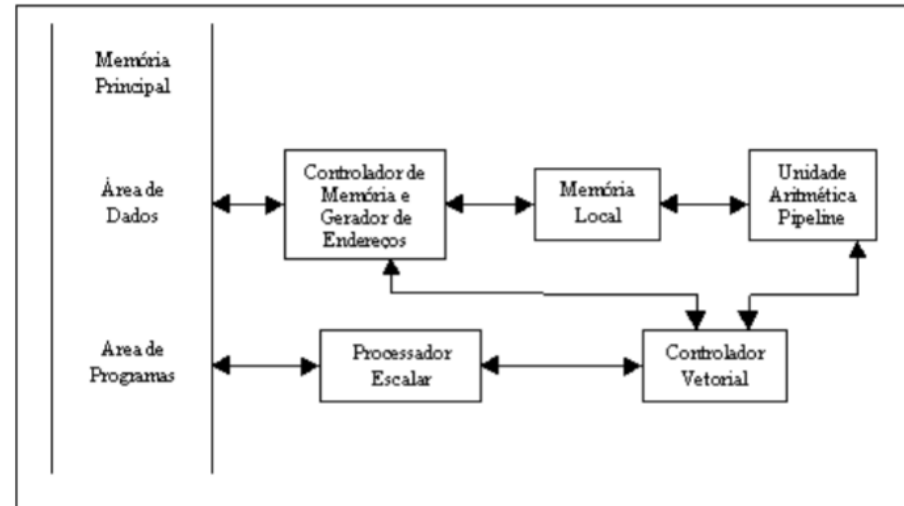 Memória
Principal
Área de
Dados
Controlador de
Memória e
Gerador de
Endereços
Memória
Local
Unidade
Aritmética
Pipeline
Area de
Programas
Processador
Escalar
Controlador
Vetorial